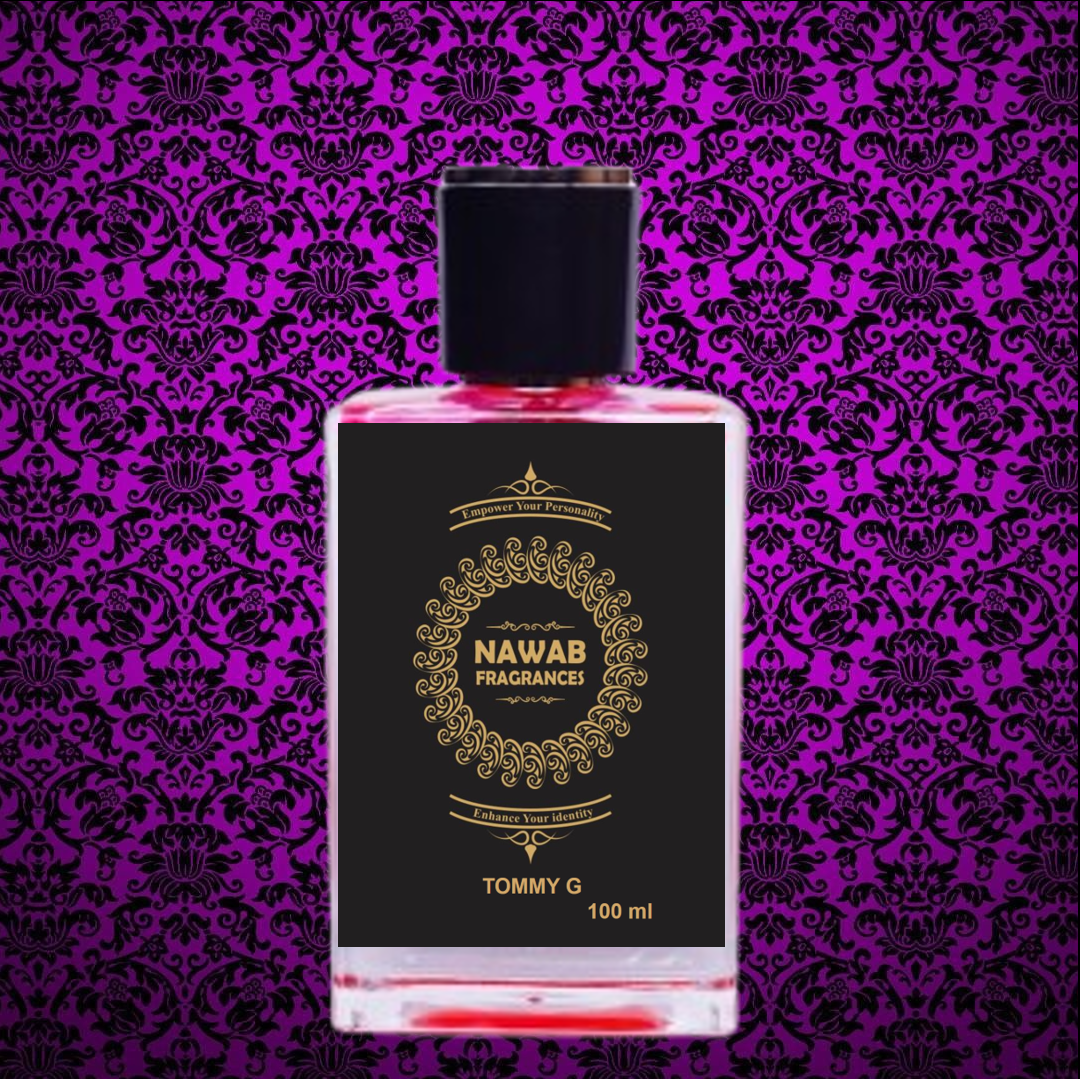 Empower Your Personality
NAWAB
FRAGRANCES
Enhance Your identity
TOMMY G
100 ml